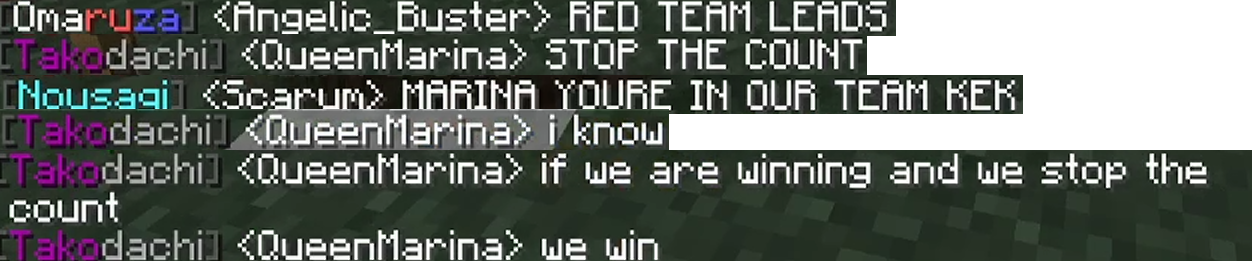 [Omaruza] <Angelic_Buster> RED TEAM LEADS
[Takodachi] <QueenMarina> STOP THE COUNT
[Nousagi] <Scarum> MARINA YOURE IN OUR TEAM KEK
[Takodachi] <QueenMarina> i know
[Takodachi] <QueenMarina> if we are winning and we stop the
count
[Takodachi] <QueenMarina> we win